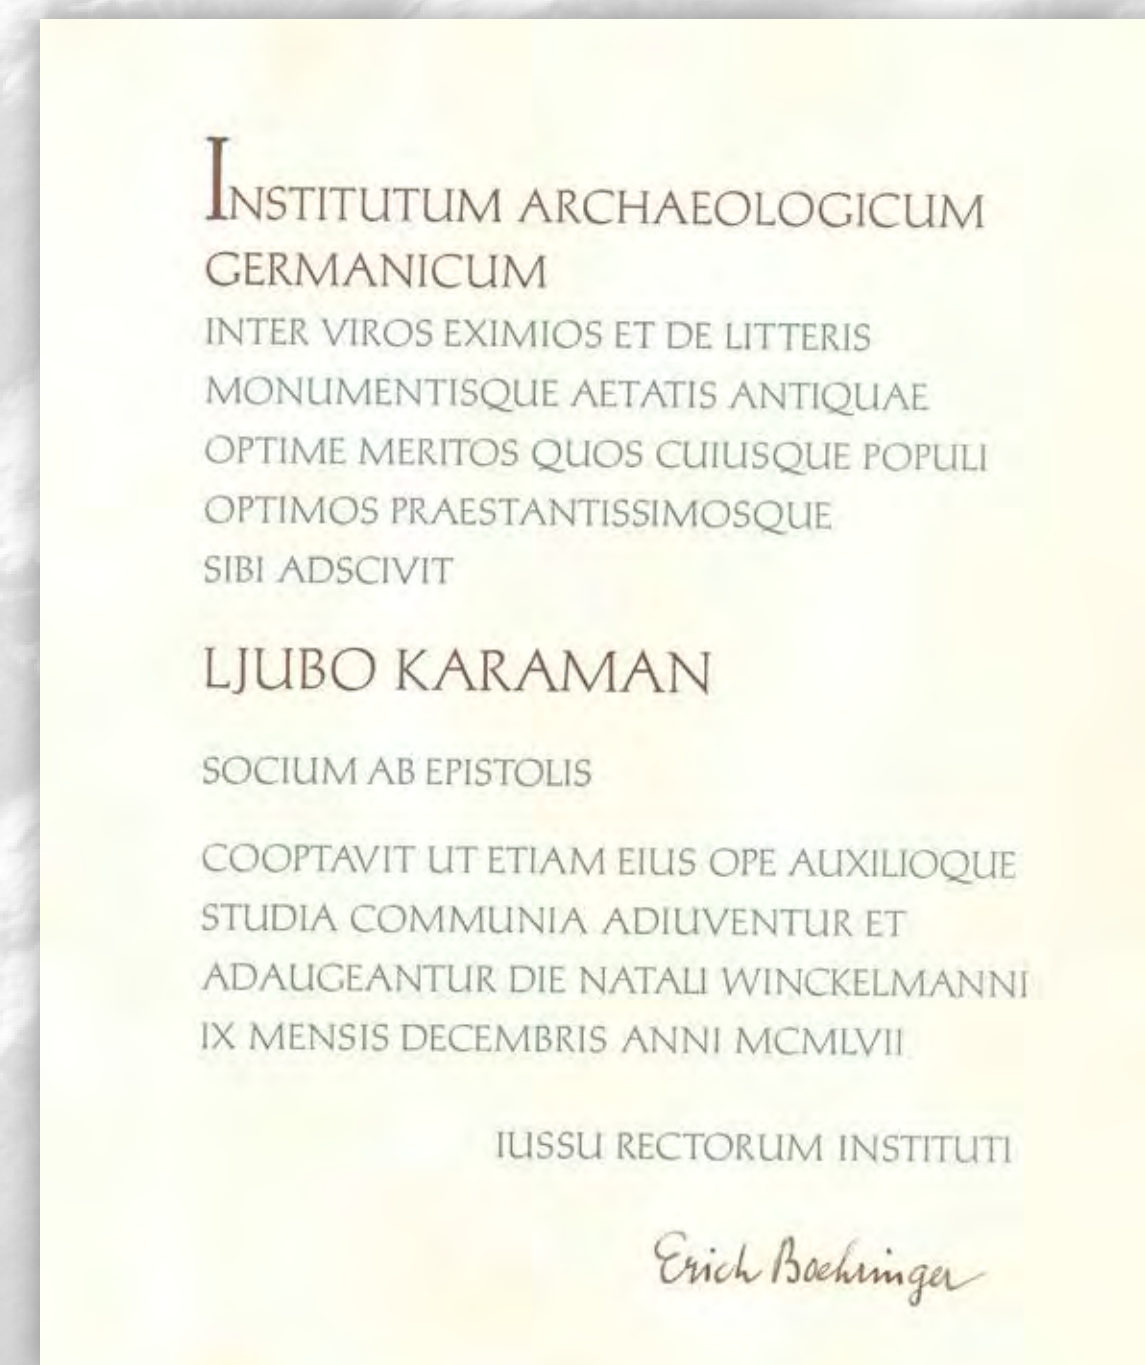 INSTITUTUM ARCHAEOLOGICUM
GERMANICUM
INTER VIROS EXIMIOS ET DE LITTERIS
MONUMENTISQUE AETATIS ANTIQUAE
OPTIME MERITOS QUOS CUIUSQUE POPULI
OPTIMOS PRAESTANTISSIMOSQUE
SIBI ADSCIVIT
LJUBO KARAMAN
SOCIUM AB EPISTOLIS
COOPTAVIT UT ETIAM EIUS OPE AUXILIOQUE
STUDIA COMMUNIA ADIUVENTUR ET
ADAUGEANTUR DIE NATALI WINCKELMANNI
IX MENSIS DECEMBRIS ANNI MCMLVII
IUSSU RECTORUM INSTITUTI
Erich Boehringer